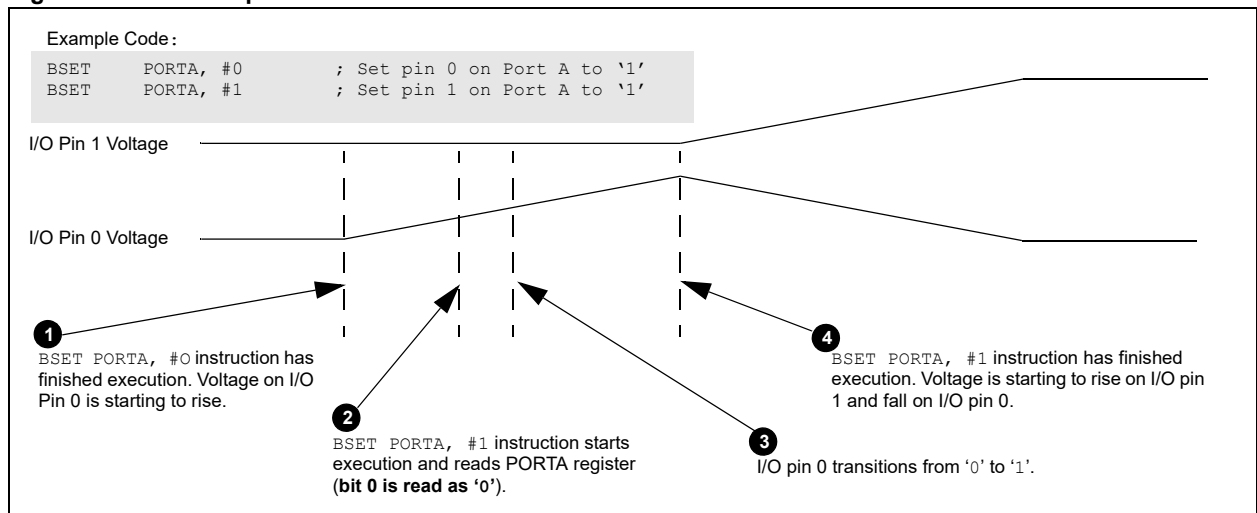 Example Code:
BSET PORTA, #0 ; Set pin 0 on Port A to ‘1’
BSET PORTA, #1 ; Set pin 1 on Port A to ‘1’
I/O Pin 1 Voltage
I/O Pin 0 Voltage
1
BSET PORTA, #O instruction has
finished execution. Voltage on I/O
Pin 0 is starting to rise.
2
BSET PORTA, #1 instruction starts
execution and reads PORTA register
(bit 0 is read as ‘0’).
3
I/O pin 0 transitions from ‘0’ to ‘1’.
4
BSET PORTA, #1 instruction has finished
execution. Voltage is starting to rise on I/O pin
1 and fall on I/O pin 0.